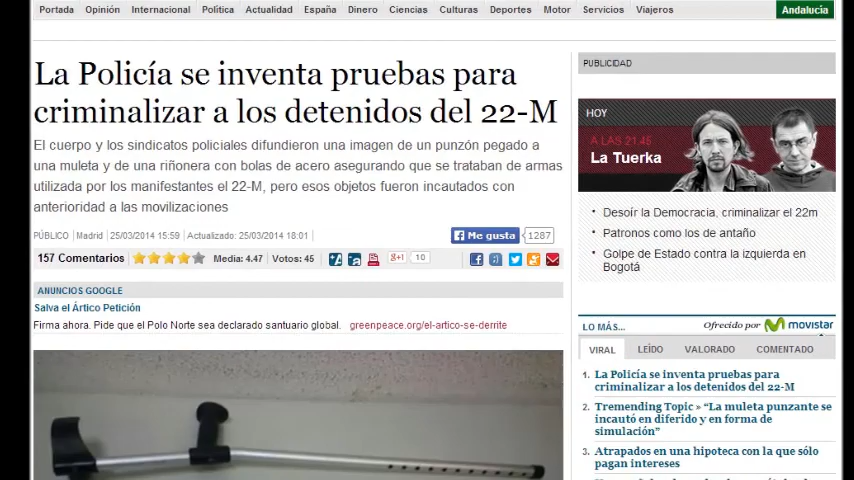 Portada Opinión Internacional Política Actualidad España Dinero Ciencias Culturas Deportes Motor Servicios Viajeros Andalucía
La Policía se inventa pruebas para
criminalizar a los detenidos del 22-M
El cuerpo y los sindicatos policiales difundieron una imagen de un punzón pegado a
una muleta y de una riñonera con bolas de acero asegurando que se trataban de armas
utilizada por los manifestantes el 22-M, pero esos objetos fueron incautados con
anterioridad a las movilizaciones
PÚBLICO Madrid 25/03/2014 15:59 Actualizado: 25/03/2014 18:01
Me gusta 1287
157 Comentarios Media: 4.47 Votos: 45 g+1 10
ANUNCIOS GOOGLE
Salva el Ártico Petición
Firma ahora. Pide que el Polo Norte sea declarado santuario global. greenpeace.org/el-artico-se-derrite
PUBLICIDAD
HOY
A LAS 21:45
La Tuerka
Desoír la Democracia, criminalizar el 22m
Patronos como los de antaño
Golpe de Estado contra la izquierda en
Bogotá
LO MÁS... Ofrecido por movistar
VIRAL LEÍDO VALORADO COMENTADO
1. La Policía se inventa pruebas para
criminalizar a los detenidos del 22-M
2. Tremending Topic » “La muleta punzante se
incautó en diferido y en forma de
simulación”
3. Atrapados en una hipoteca con la que sólo
pagan intereses